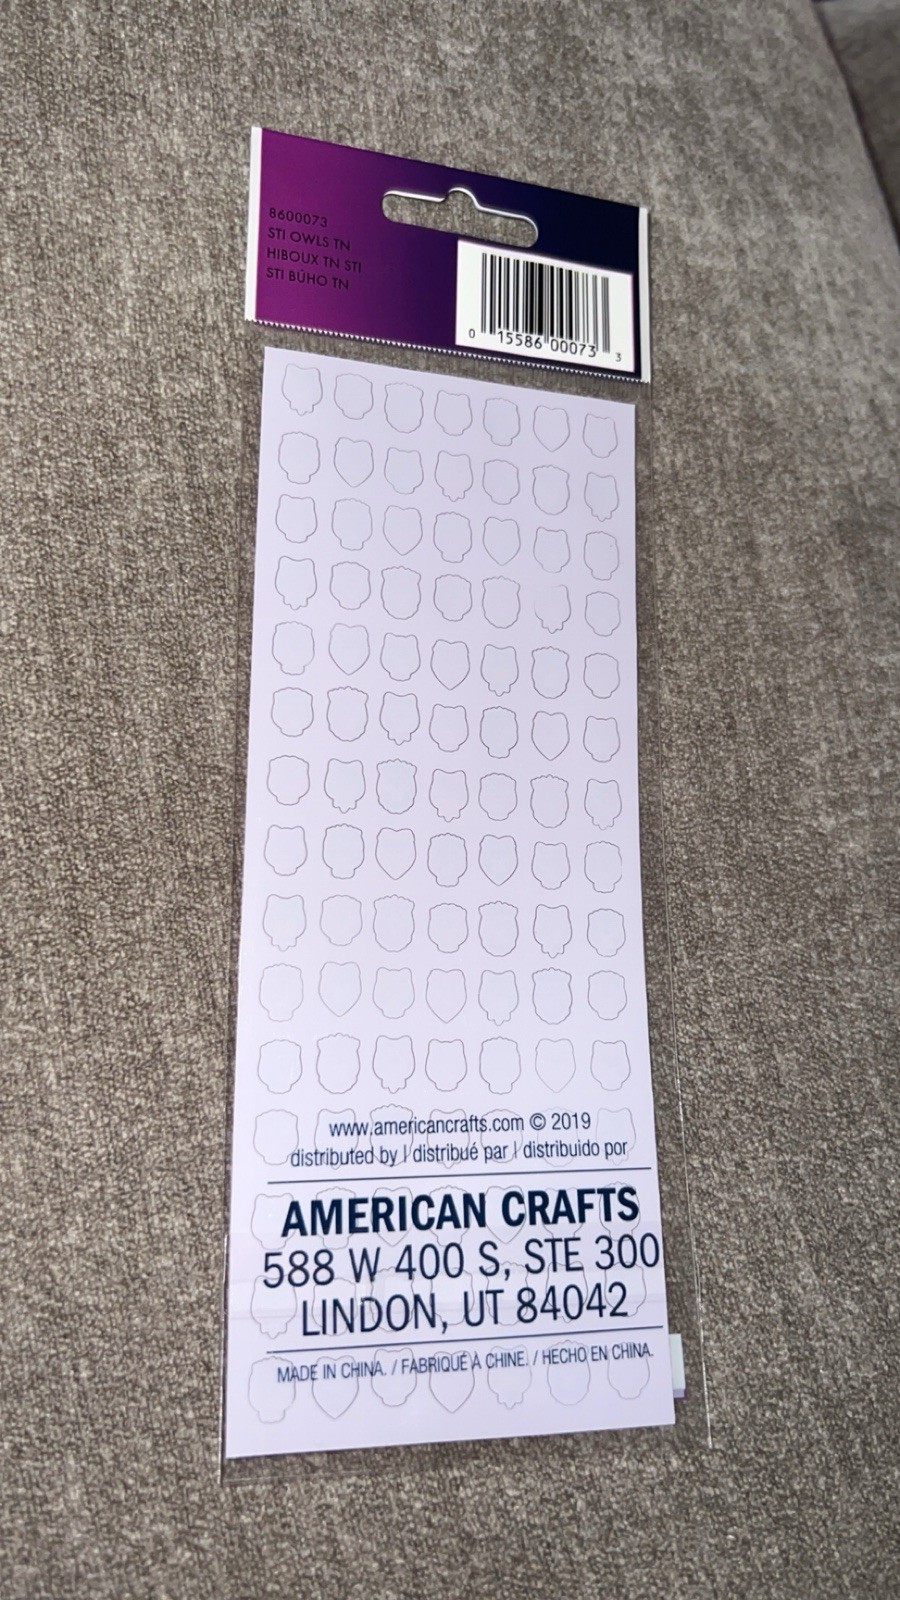 8600073
STI OWLS TN
HIBOUX TN STI
STI BÚHO TN
0 15586 00073 3
www.americancrafts.com © 2019
distributed by | distribué par | distribuido por
AMERICAN CRAFTS
588 W 400 S, STE 300
LINDON, UT 84042
MADE IN CHINA. / FABRIQUÉ À CHINE. / HECHO EN CHINA.